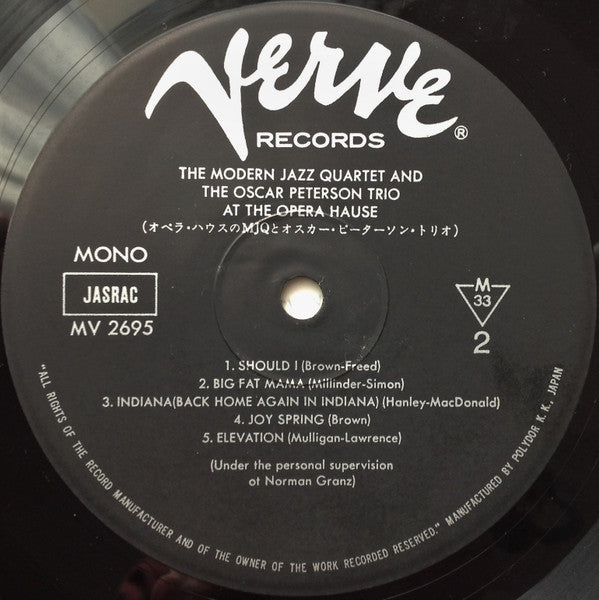 Verve®
RECORDS
THE MODERN JAZZ QUARTET AND
THE OSCAR PETERSON TRIO
AT THE OPERA HAUSE
(オペラ・ハウスのMJQとオスカー・ピーターソン・トリオ)
MONO
JASRAC
MV 2695
M
33
2
1. SHOULD I (Brown-Freed)
2. BIG FAT MAMA (Millinder-Simon)
3. INDIANA(BACK HOME AGAIN IN INDIANA) (Hanley-MacDonald)
4. JOY SPRING (Brown)
5. ELEVATION (Mulligan-Lawrence)
(Under the personal supervision
ot Norman Granz)
"ALL RIGHTS OF THE RECORD MANUFACTURER AND OF THE OWNER OF THE WORK RECORDED RESERVED." MANUFACTURED BY POLYDOR K. K., JAPAN